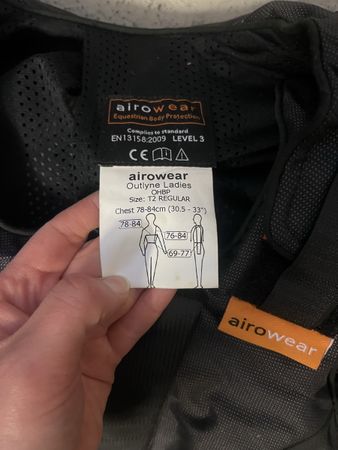 airowear
Equestrian Body Protection
Complies to standard
EN13158:2009 LEVEL 3
CE
airowear
Outlyne Ladies
OHBP
Size: T2 REGULAR
Chest 78-84cm (30.5 - 33")
78-84
76-84
69-77
airowear